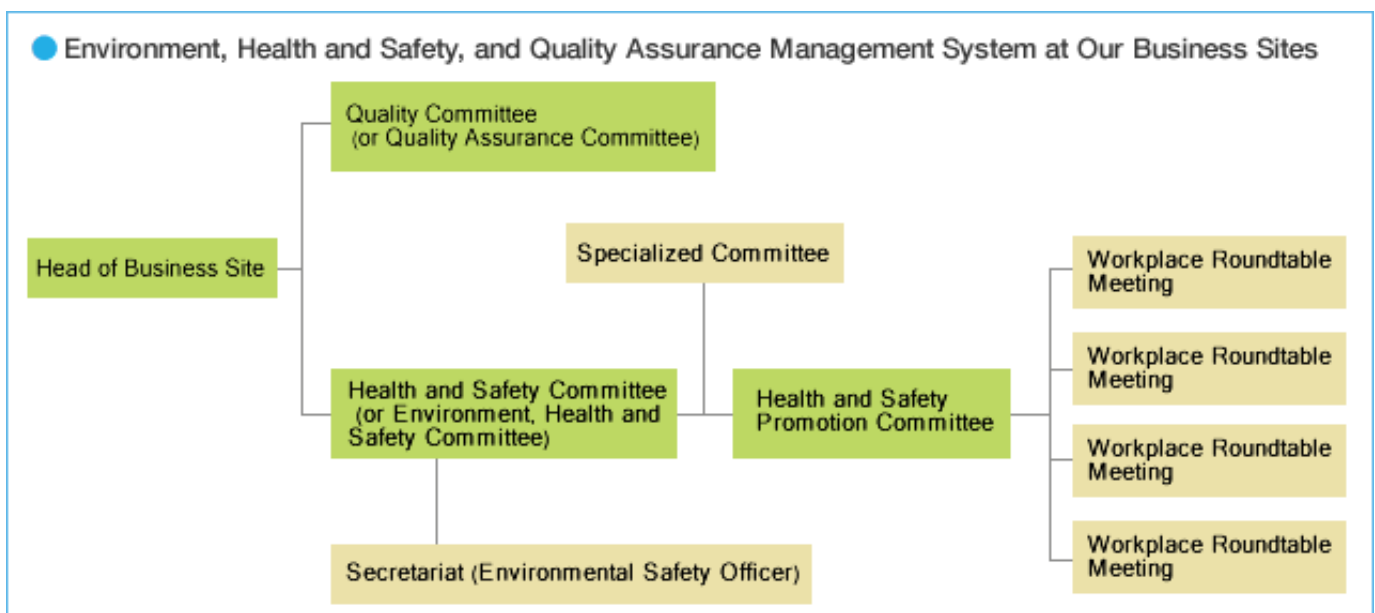 Environment, Health and Safety, and Quality Assurance Management System at Our Business Sites
Quality Committee
(or Quality Assurance Committee)
Head of Business Site
Specialized Committee
Health and Safety Committee
(or Environment, Health and
Safety Committee)
Health and Safety
Promotion Committee
Workplace Roundtable
Meeting
Workplace Roundtable
Meeting
Workplace Roundtable
Meeting
Workplace Roundtable
Meeting
Secretariat (Environmental Safety Officer)